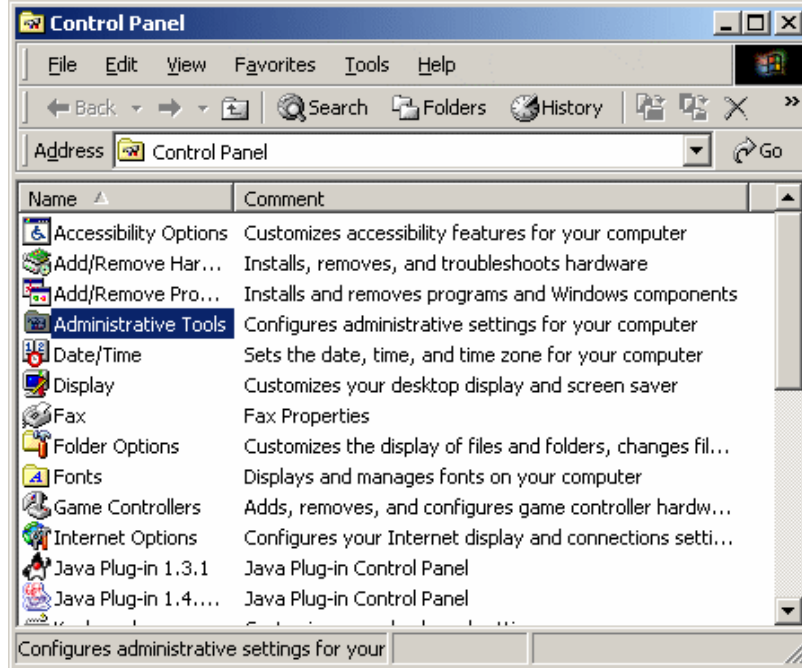 Control Panel
File Edit View Favorites Tools Help
Back Search Folders History »
Address Control Panel Go
Name Comment
Accessibility Options Customizes accessibility features for your computer
Add/Remove Har... Installs, removes, and troubleshoots hardware
Add/Remove Pro... Installs and removes programs and Windows components
Administrative Tools Configures administrative settings for your computer
Date/Time Sets the date, time, and time zone for your computer
Display Customizes your desktop display and screen saver
Fax Fax Properties
Folder Options Customizes the display of files and folders, changes fil...
Fonts Displays and manages fonts on your computer
Game Controllers Adds, removes, and configures game controller hardw...
Internet Options Configures your Internet display and connections setti...
Java Plug-in 1.3.1 Java Plug-in Control Panel
Java Plug-in 1.4.... Java Plug-in Control Panel
Configures administrative settings for your